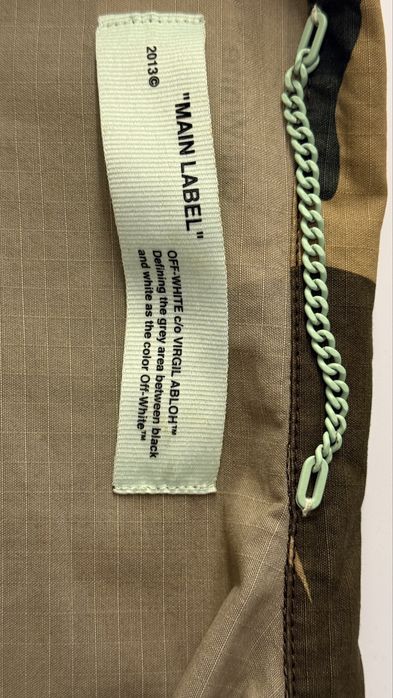 2013©
"MAIN LABEL"
OFF-WHITE c/o VIRGIL ABLOH™
Defining the grey area between black
and white as the color Off-White™